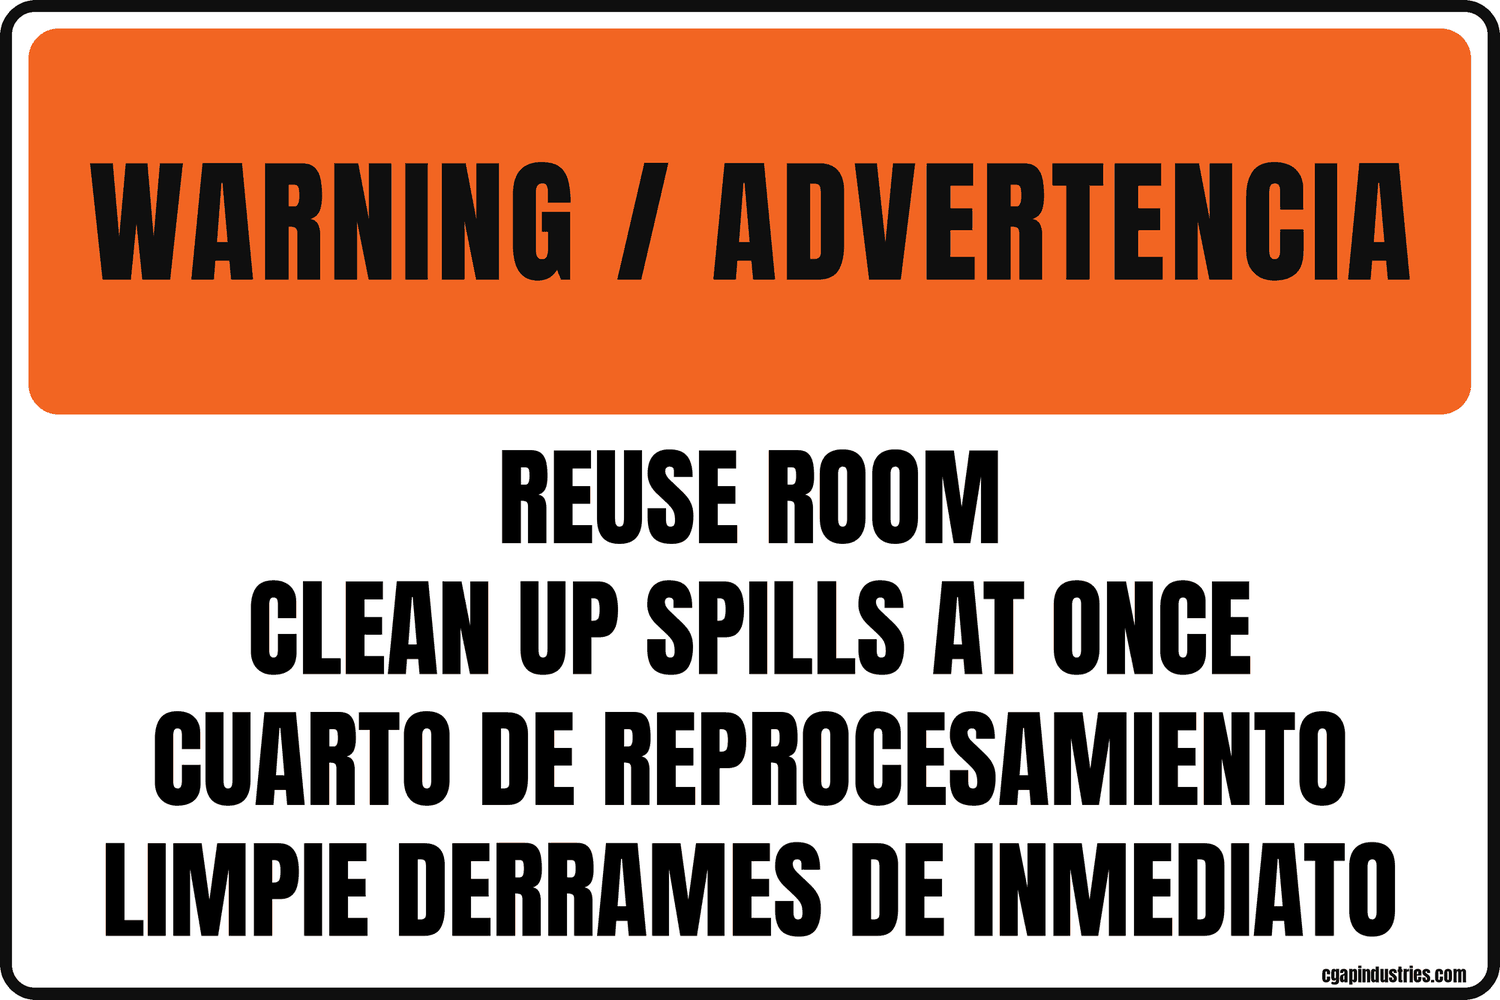 WARNING / ADVERTENCIA
REUSE ROOM
CLEAN UP SPILLS AT ONCE
CUARTO DE REPROCESAMIENTO
LIMPIE DERRAMES DE INMEDIATO
cgapindustries.com